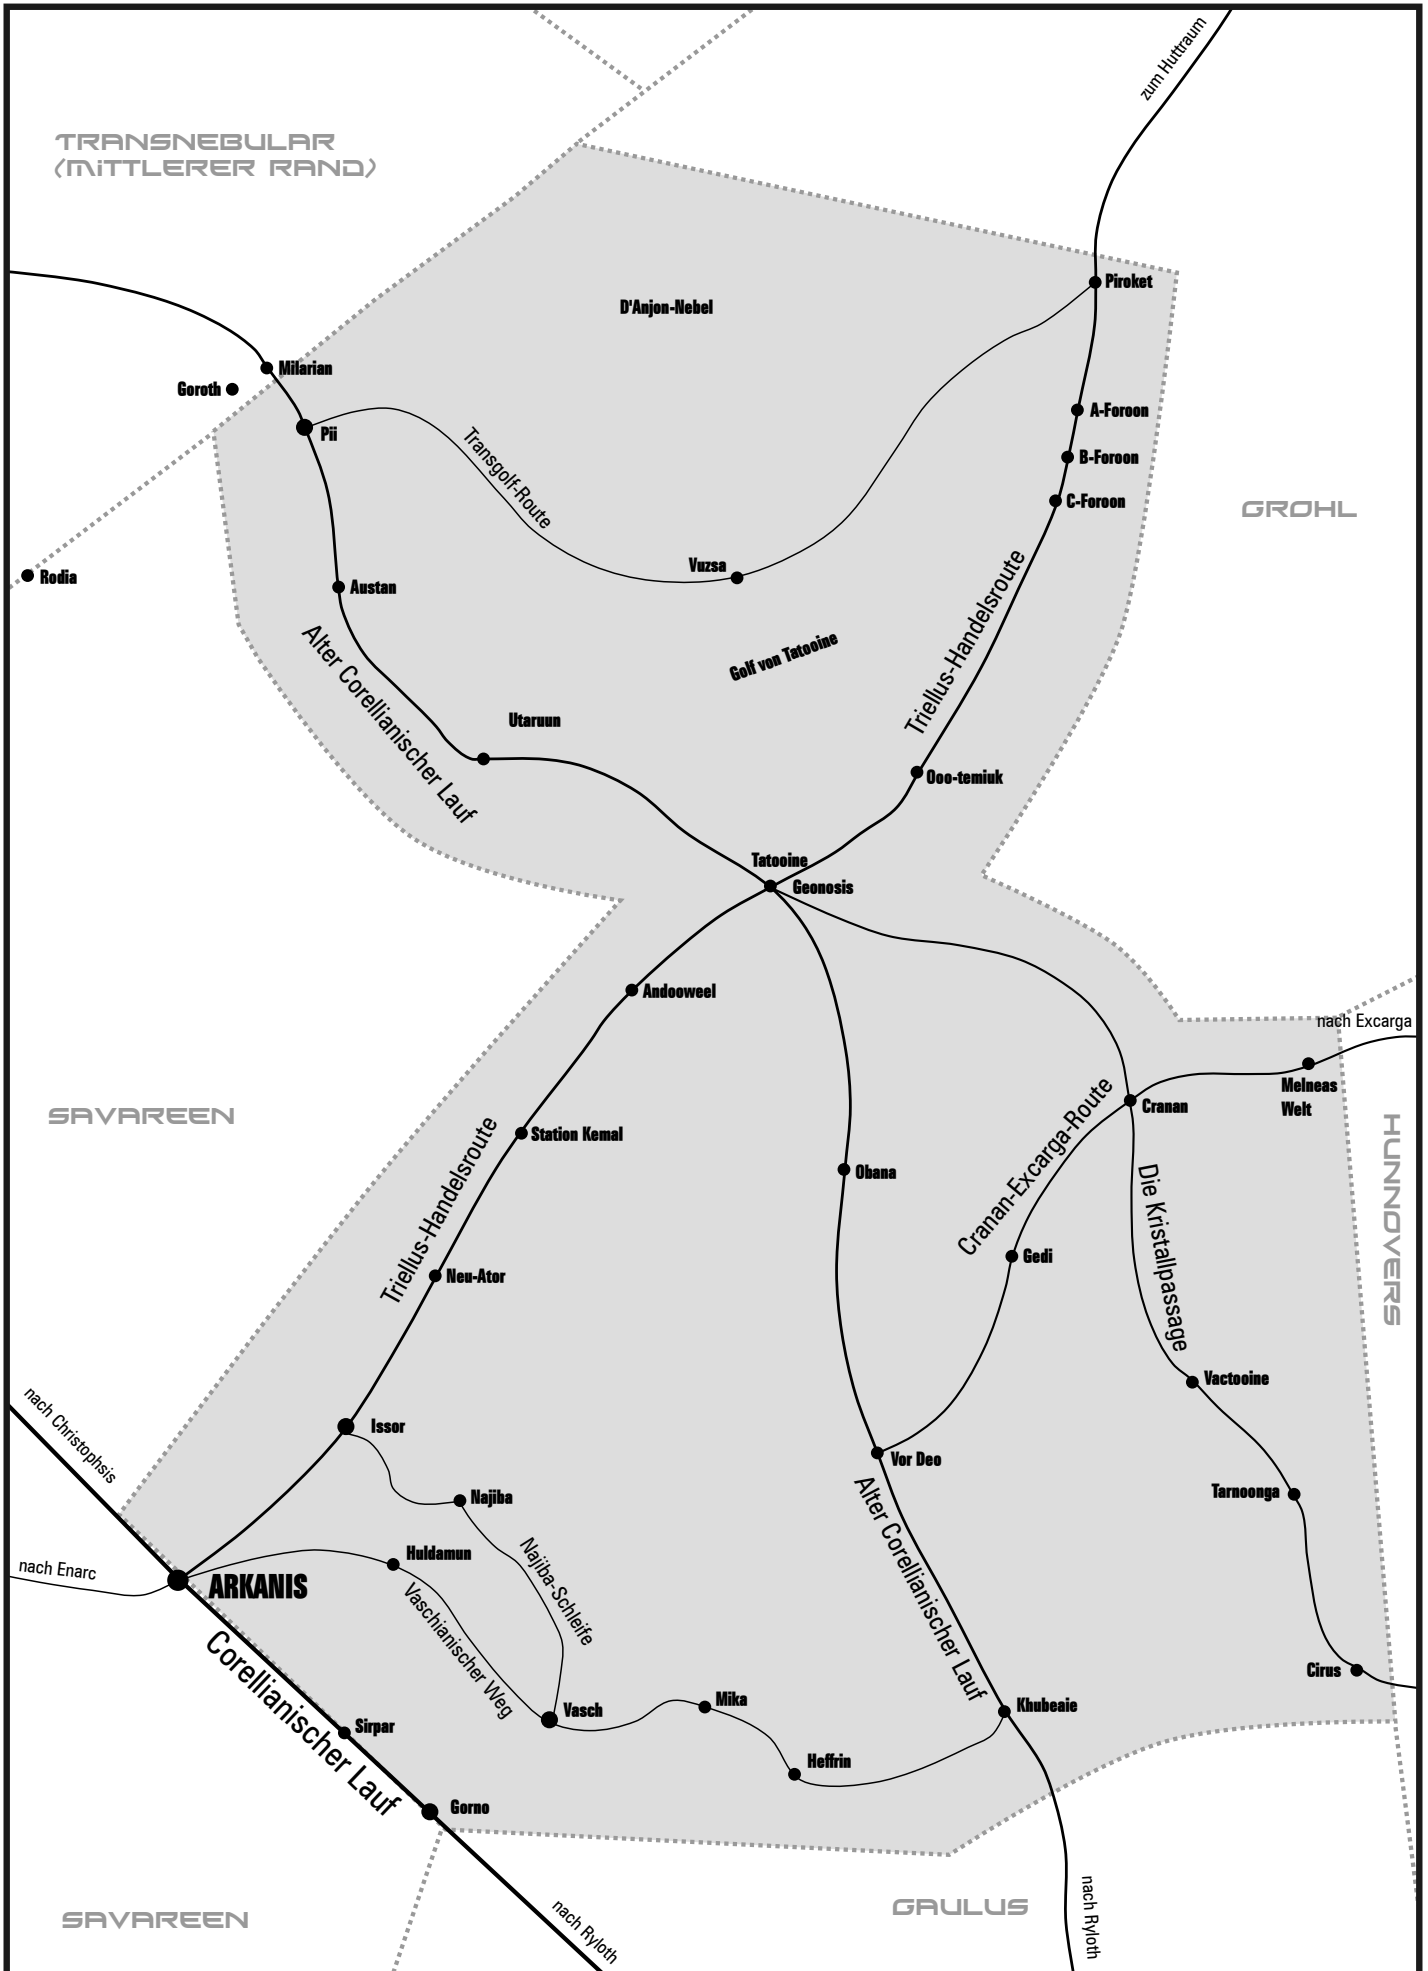 zum Huttraum
TRANSNEBULAR
(MITTLERER RAND)
Piroket
D'Anjon-Nebel
Milarian
Goroth
Pii
A-Foroon
B-Foroon
C-Foroon
Transgolf-Route
GROHL
Vuzsa
Rodia
Austan
Triellus-Handelsroute
Golf von Tatooine
Alter Corellianischer Lauf
Utaruun
Ooo-temiuk
Tatooine
Geonosis
Andooweel
nach Excarga
Melneas
Welt
Cranan
SAVAREEN
Station Kemal
Triellus-Handelsroute
Obana
Cranan-Excarga-Route
Die Kristallpassage
HUNNOVERS
Gedi
Neu-Ator
Vactooine
nach Christophsis
Issor
Vor Deo
Tarnoonga
Najiba
Huldamun
nach Enarc
ARKANIS
Najiba-Schleife
Vaschianischer Weg
Alter Corellianischer Lauf
Corellianischer Lauf
Cirus
Vasch
Mika
Khubeaie
Sirpar
Heffrin
Gorno
SAVAREEN
GAULUS
nach Ryloth
nach Ryloth